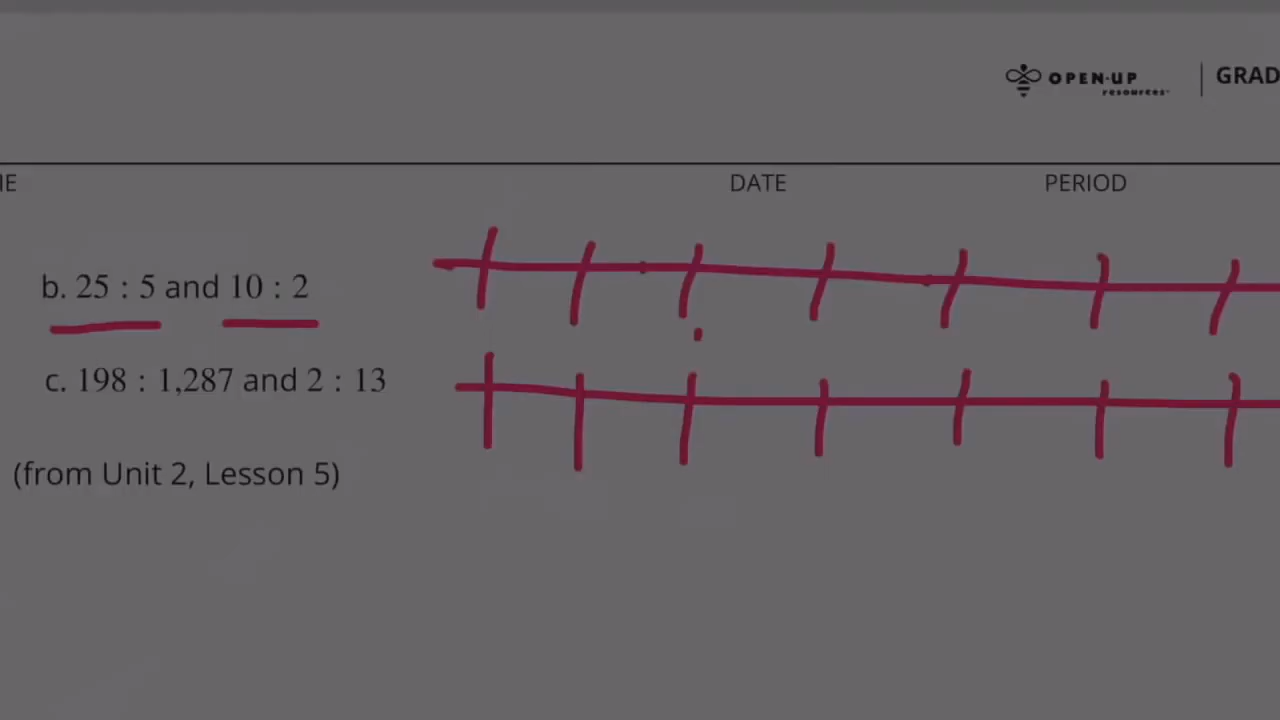 OPEN-UP
resources
GRAD
IE
DATE
PERIOD
b. 25 : 5 and 10 : 2
c. 198 : 1,287 and 2 : 13
(from Unit 2, Lesson 5)